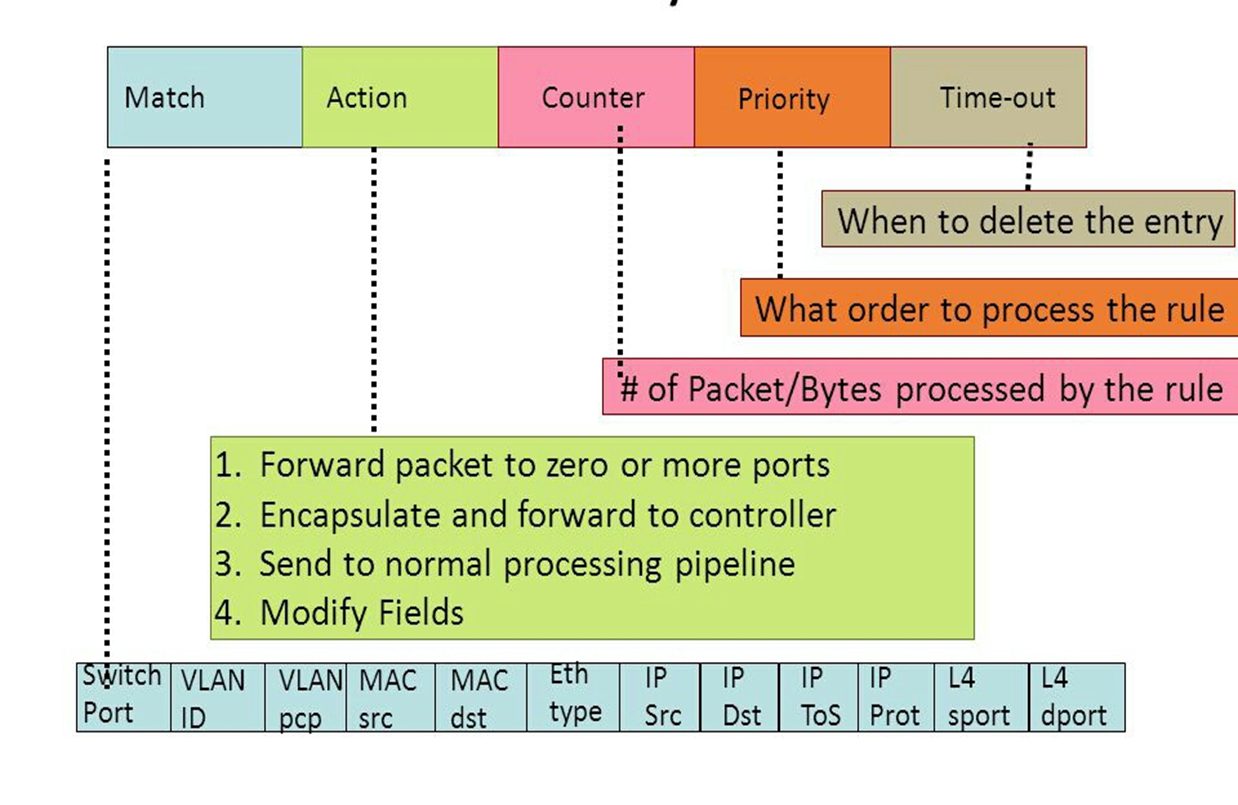 Match Action Counter Priority Time-out
When to delete the entry
What order to process the rule
# of Packet/Bytes processed by the rule
1. Forward packet to zero or more ports
2. Encapsulate and forward to controller
3. Send to normal processing pipeline
4. Modify Fields
Switch Port
VLAN ID
VLAN pcp
MAC src
MAC dst
Eth type
IP Src
IP Dst
IP ToS
IP Prot
L4 sport
L4 dport